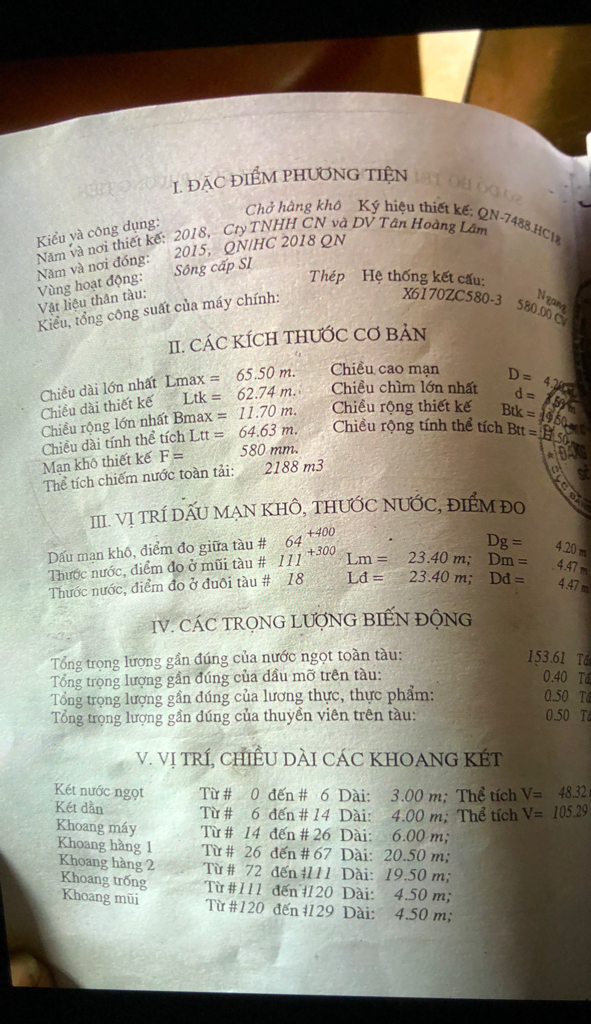 I. ĐẶC ĐIỂM PHƯƠNG TIỆN
Kiểu và công dụng: Chở hàng khô Ký hiệu thiết kế: QN-7488.HC18
Năm và nơi thiết kế: 2018, Cty TNHH CN và DV Tân Hoàng Lâm
Năm và nơi đóng: 2015, QN/HC 2018 QN
Vùng hoạt động: Sông cấp SI
Vật liệu thân tàu: Thép Hệ thống kết cấu: Ngang
Kiểu, tổng công suất của máy chính: X6170ZC580-3 580.00 CV
II. CÁC KÍCH THƯỚC CƠ BẢN
Chiều dài lớn nhất Lmax = 65.50 m. Chiều cao mạn D =
Chiều dài thiết kế Ltk = 62.74 m. Chiều chìm lớn nhất d =
Chiều rộng lớn nhất Bmax = 11.70 m. Chiều rộng thiết kế Btk =
Chiều dài tính thể tích Ltt = 64.63 m. Chiều rộng tính thể tích Btt =
Mạn khô thiết kế F = 580 mm.
Thể tích chiếm nước toàn tải: 2188 m3
III. VỊ TRÍ DẤU MẠN KHÔ, THƯỚC NƯỚC, ĐIỂM ĐO
Dấu mạn khô, điểm đo giữa tàu # 64 +400 Dg = 4.20 m
Thước nước, điểm đo ở mũi tàu # 111 +300 Lm = 23.40 m; Dm = 4.47 m
Thước nước, điểm đo ở đuôi tàu # 18 Lđ = 23.40 m; Dđ = 4.47 m
IV. CÁC TRỌNG LƯỢNG BIẾN ĐỘNG
Tổng trọng lượng gần đúng của nước ngọt toàn tàu: 153.61
Tổng trọng lượng gần đúng của dầu mỡ trên tàu: 0.40
Tổng trọng lượng gần đúng của lương thực, thực phẩm: 0.50
Tổng trọng lượng gần đúng của thuyền viên trên tàu: 0.50
V. VỊ TRÍ, CHIỀU DÀI CÁC KHOANG KÉT
Két nước ngọt Từ # 0 đến # 6 Dài: 3.00 m; Thể tích V= 48.32
Két dằn Từ # 6 đến # 14 Dài: 4.00 m; Thể tích V= 105.29
Khoang máy Từ # 14 đến # 26 Dài: 6.00 m;
Khoang hàng 1 Từ # 26 đến # 67 Dài: 20.50 m;
Khoang hàng 2 Từ # 72 đến #111 Dài: 19.50 m;
Khoang trống Từ #111 đến #120 Dài: 4.50 m;
Khoang mũi Từ #120 đến #129 Dài: 4.50 m;